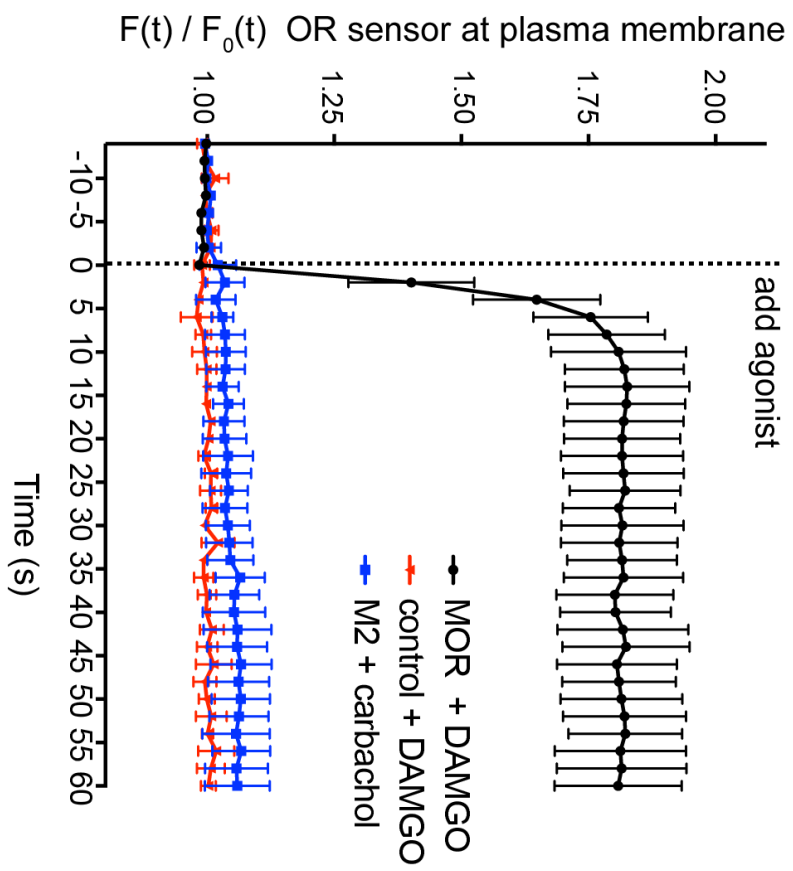 F(t) / F0(t) OR sensor at plasma membrane
2.00
1.75
1.50
1.25
1.00
add agonist
MOR + DAMGO
control + DAMGO
M2 + carbachol
-10 -5 0 5 10 15 20 25 30 35 40 45 50 55 60
Time (s)